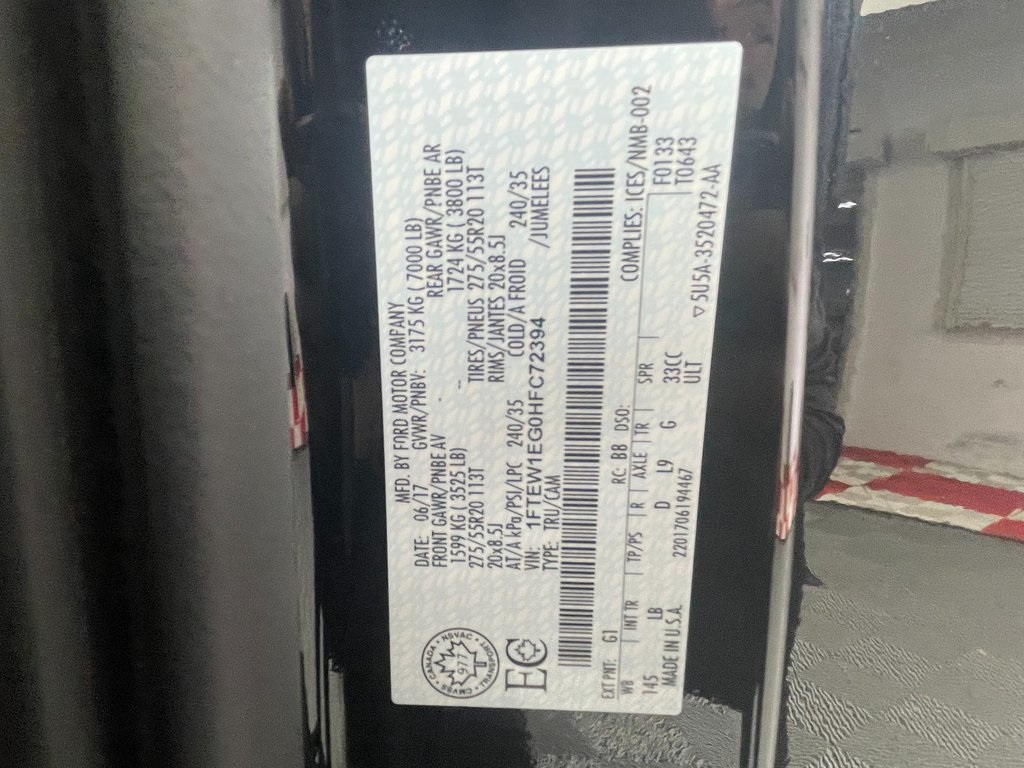 MFD. BY FORD MOTOR COMPANY
DATE: 06/17 GVWR/PNBV: 3175 KG ( 7000 LB)
FRONT GAWR/PNBE AV REAR GAWR/PNBE AR
1599 KG ( 3525 LB) 1724 KG ( 3800 LB)
275/55R20 113T TIRES/PNEUS 275/55R20 113T
20x8.5J RIMS/JANTES 20x8.5J
AT/A kPa/PSI/LPC 240/35 COLD/A FROID 240/35
VIN: 1FTEW1EG0HFC72394 /JUMELEES
TYPE: TRU/CAM
CMVSS CANADA • NSVAC • TRANSPORT
977
EC
EXT PNT: G1 RC: BB DSO: COMPLIES: ICES/NMB-002
WB | INT TR | TP/PS | R | AXLE | TR | SPR | F0133
145 LB D L9 G 33CC T0643
MADE IN U.S.A. 220170619​4467 ULT
▽ 5U5A-3520472-AA